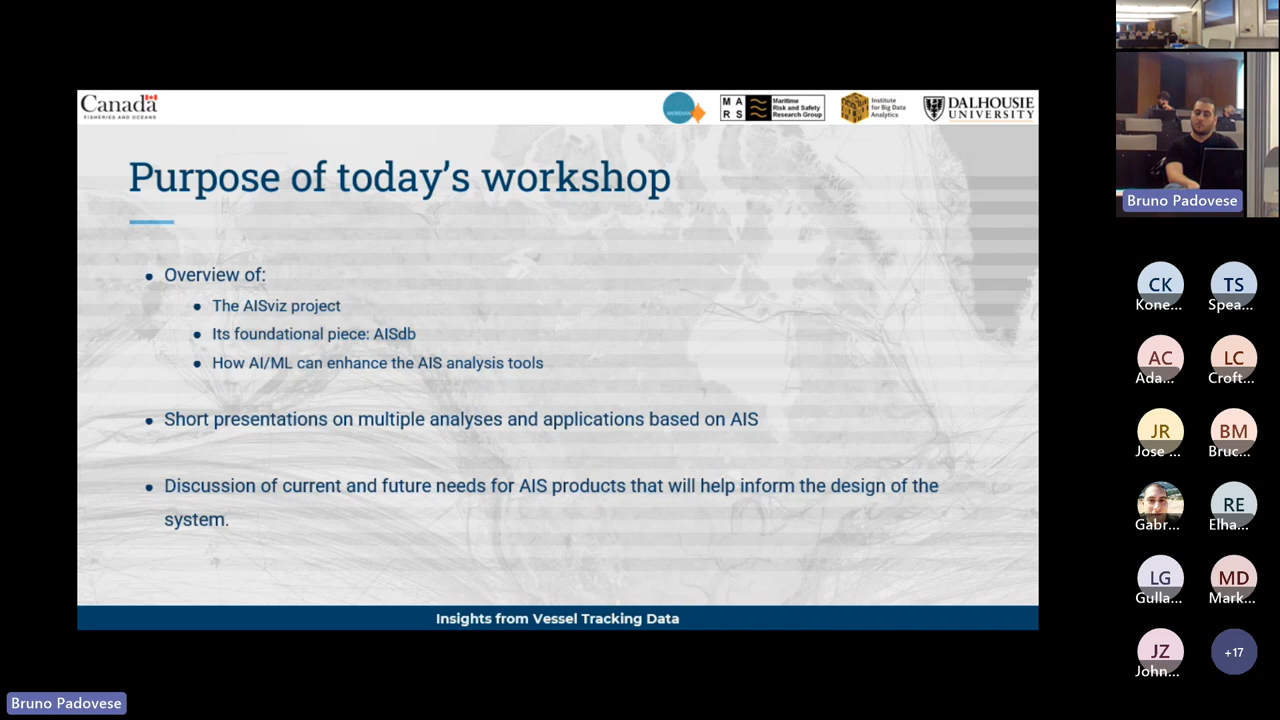 Canada
FISHERIES AND OCEANS
MERIDIAN
M A
R S
Maritime
Risk and Safety
Research Group
Institute
for Big Data
Analytics
DALHOUSIE
UNIVERSITY
Purpose of today's workshop
Overview of:
The AISviz project
Its foundational piece: AISdb
How AI/ML can enhance the AIS analysis tools
Short presentations on multiple analyses and applications based on AIS
Discussion of current and future needs for AIS products that will help inform the design of the
system.
Insights from Vessel Tracking Data
Bruno Padovese
Bruno Padovese
CK TS
Kone... Spea...
AC LC
Ada... Croft...
JR BM
Jose ... Bruc...
RE
Gabr... Elha...
LG MD
Gulla... Mark...
JZ +17
John...